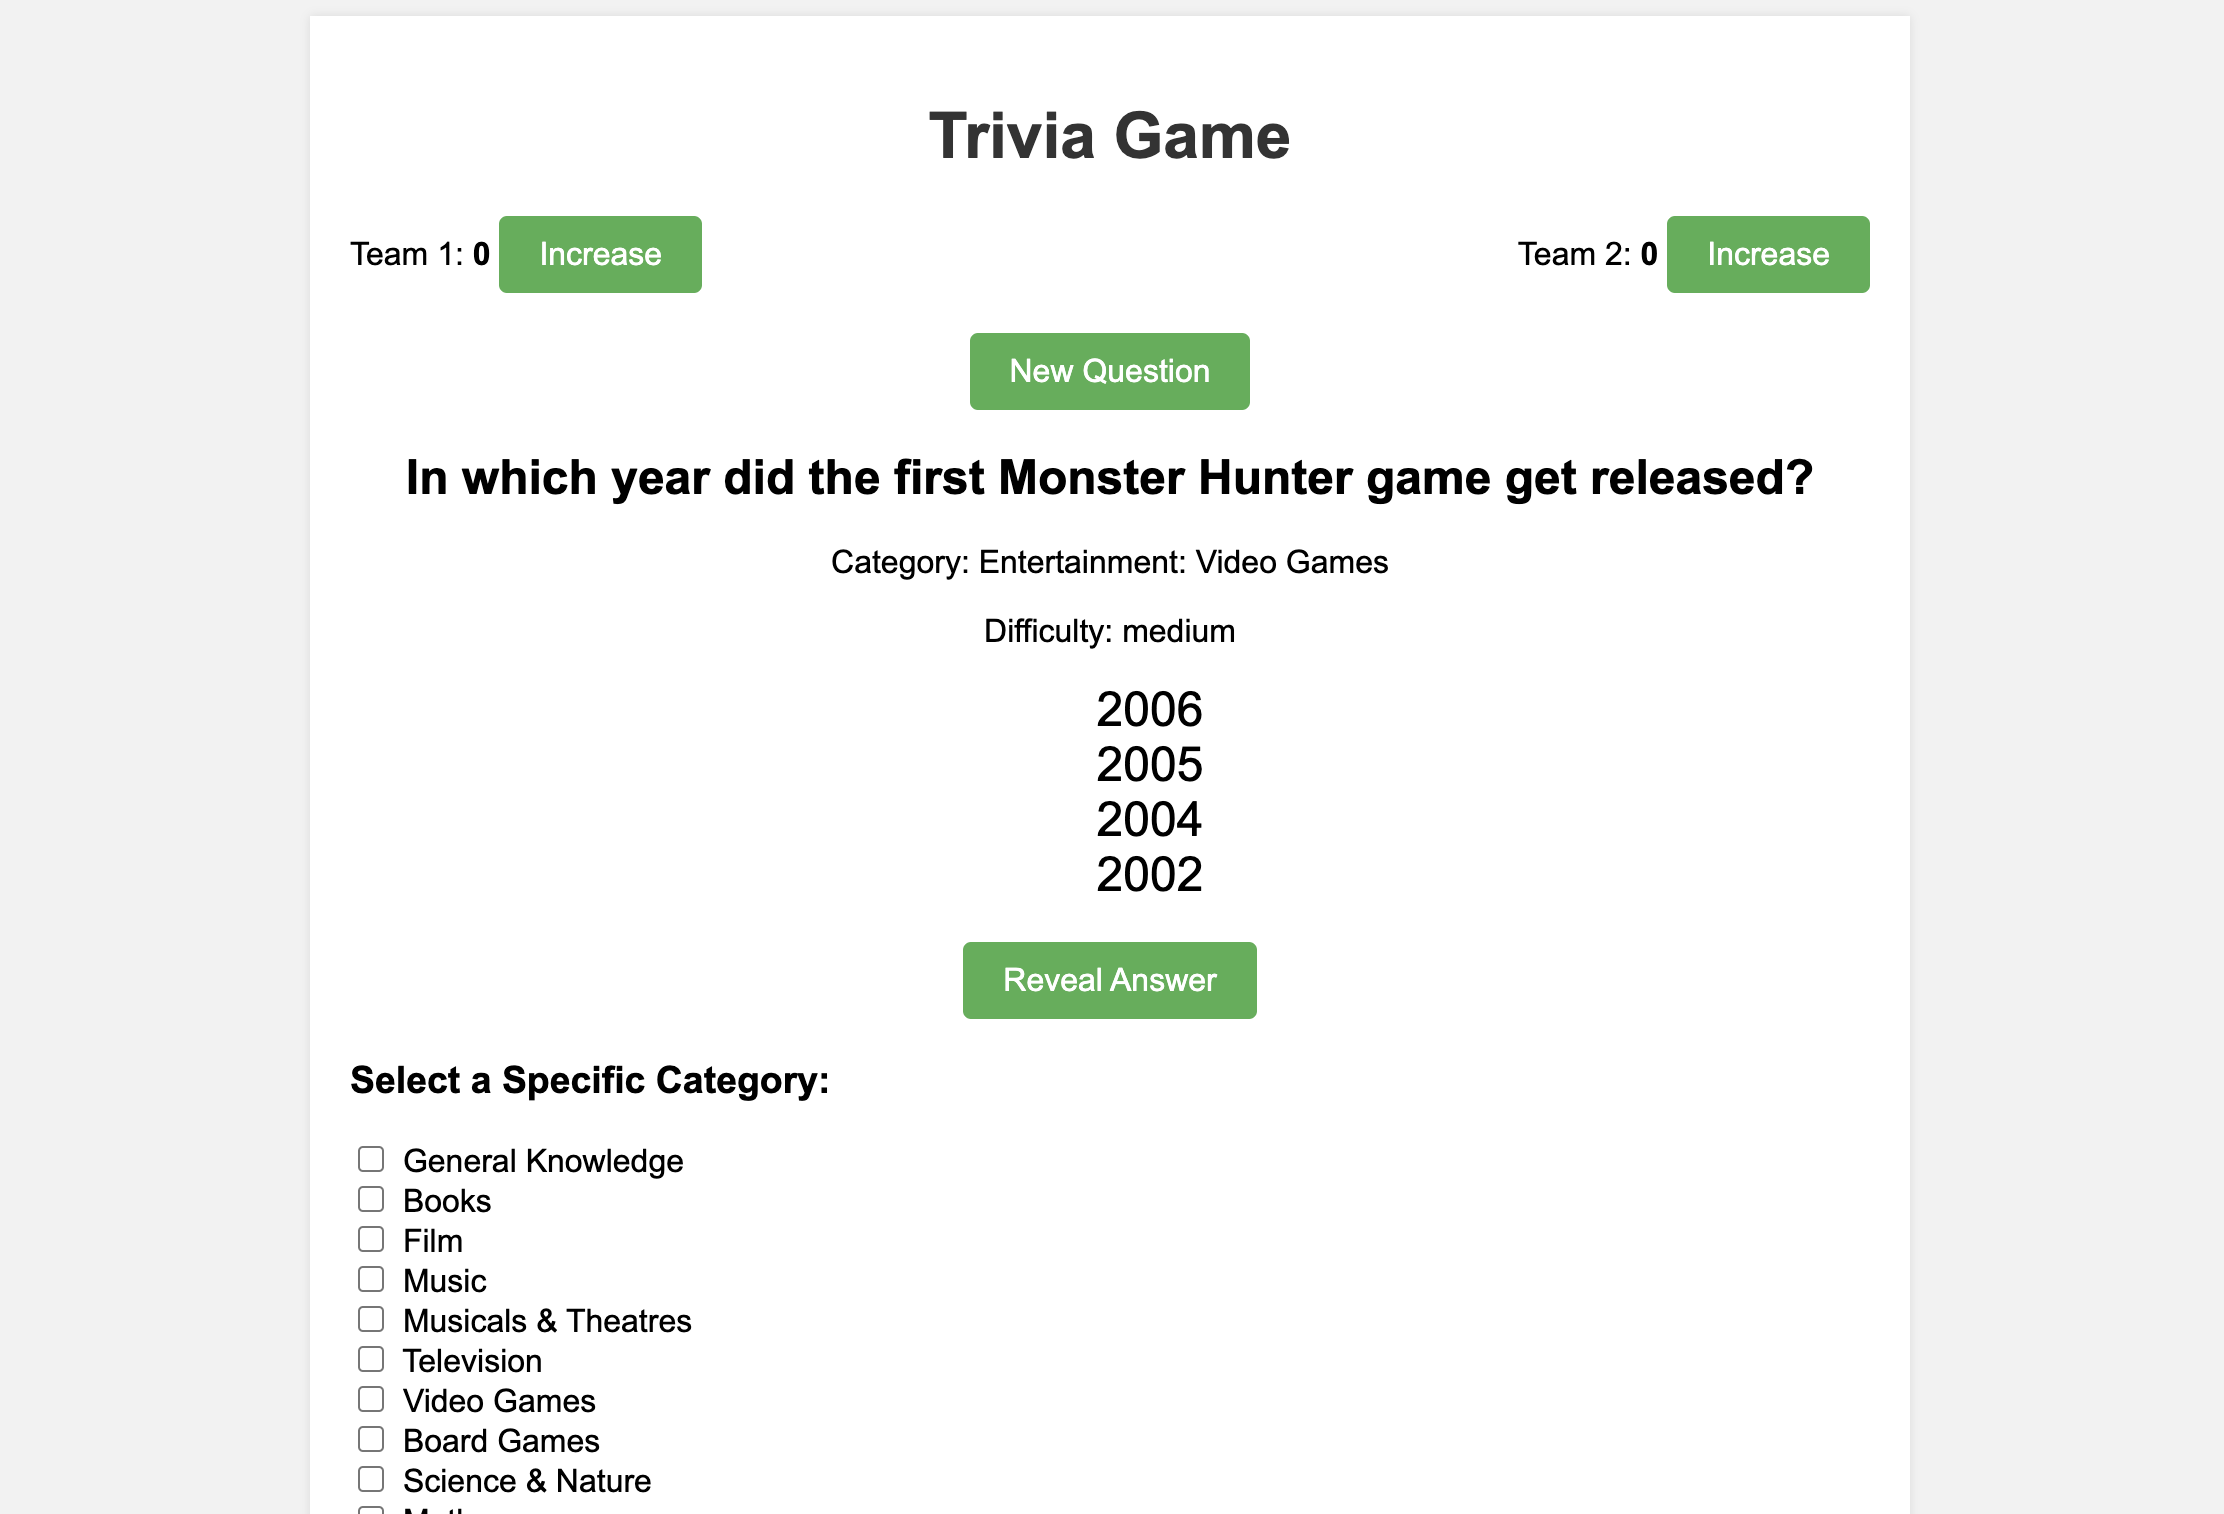 Trivia Game
Team 1: 0 Increase Team 2: 0 Increase
New Question
In which year did the first Monster Hunter game get released?
Category: Entertainment: Video Games
Difficulty: medium
2006
2005
2004
2002
Reveal Answer
Select a Specific Category:
General Knowledge
Books
Film
Music
Musicals & Theatres
Television
Video Games
Board Games
Science & Nature